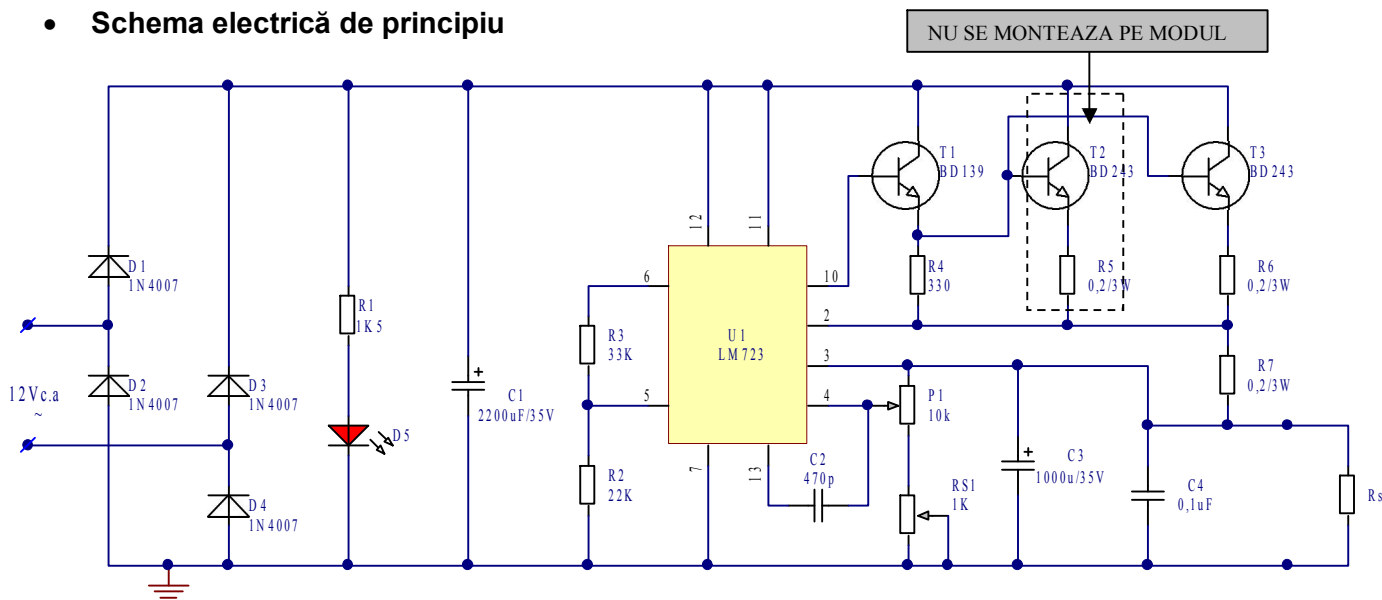 • Schema electrică de principiu
NU SE MONTEAZA PE MODUL
T1
BD139
T2
BD243
T3
BD243
12
11
D1
1N4007
R1
1K5
6
10
R4
330
R5
0,2/3W
R6
0,2/3W
R3
33K
U1
LM723
2
3
R7
0,2/3W
12Vc.a
~
D2
1N4007
D3
1N4007
C1
2200uF/35V
+
5
4
P1
10k
D5
R2
22K
7
13
C2
470p
RS1
1K
+
C3
1000u/35V
C4
0,1uF
Rs
D4
1N4007